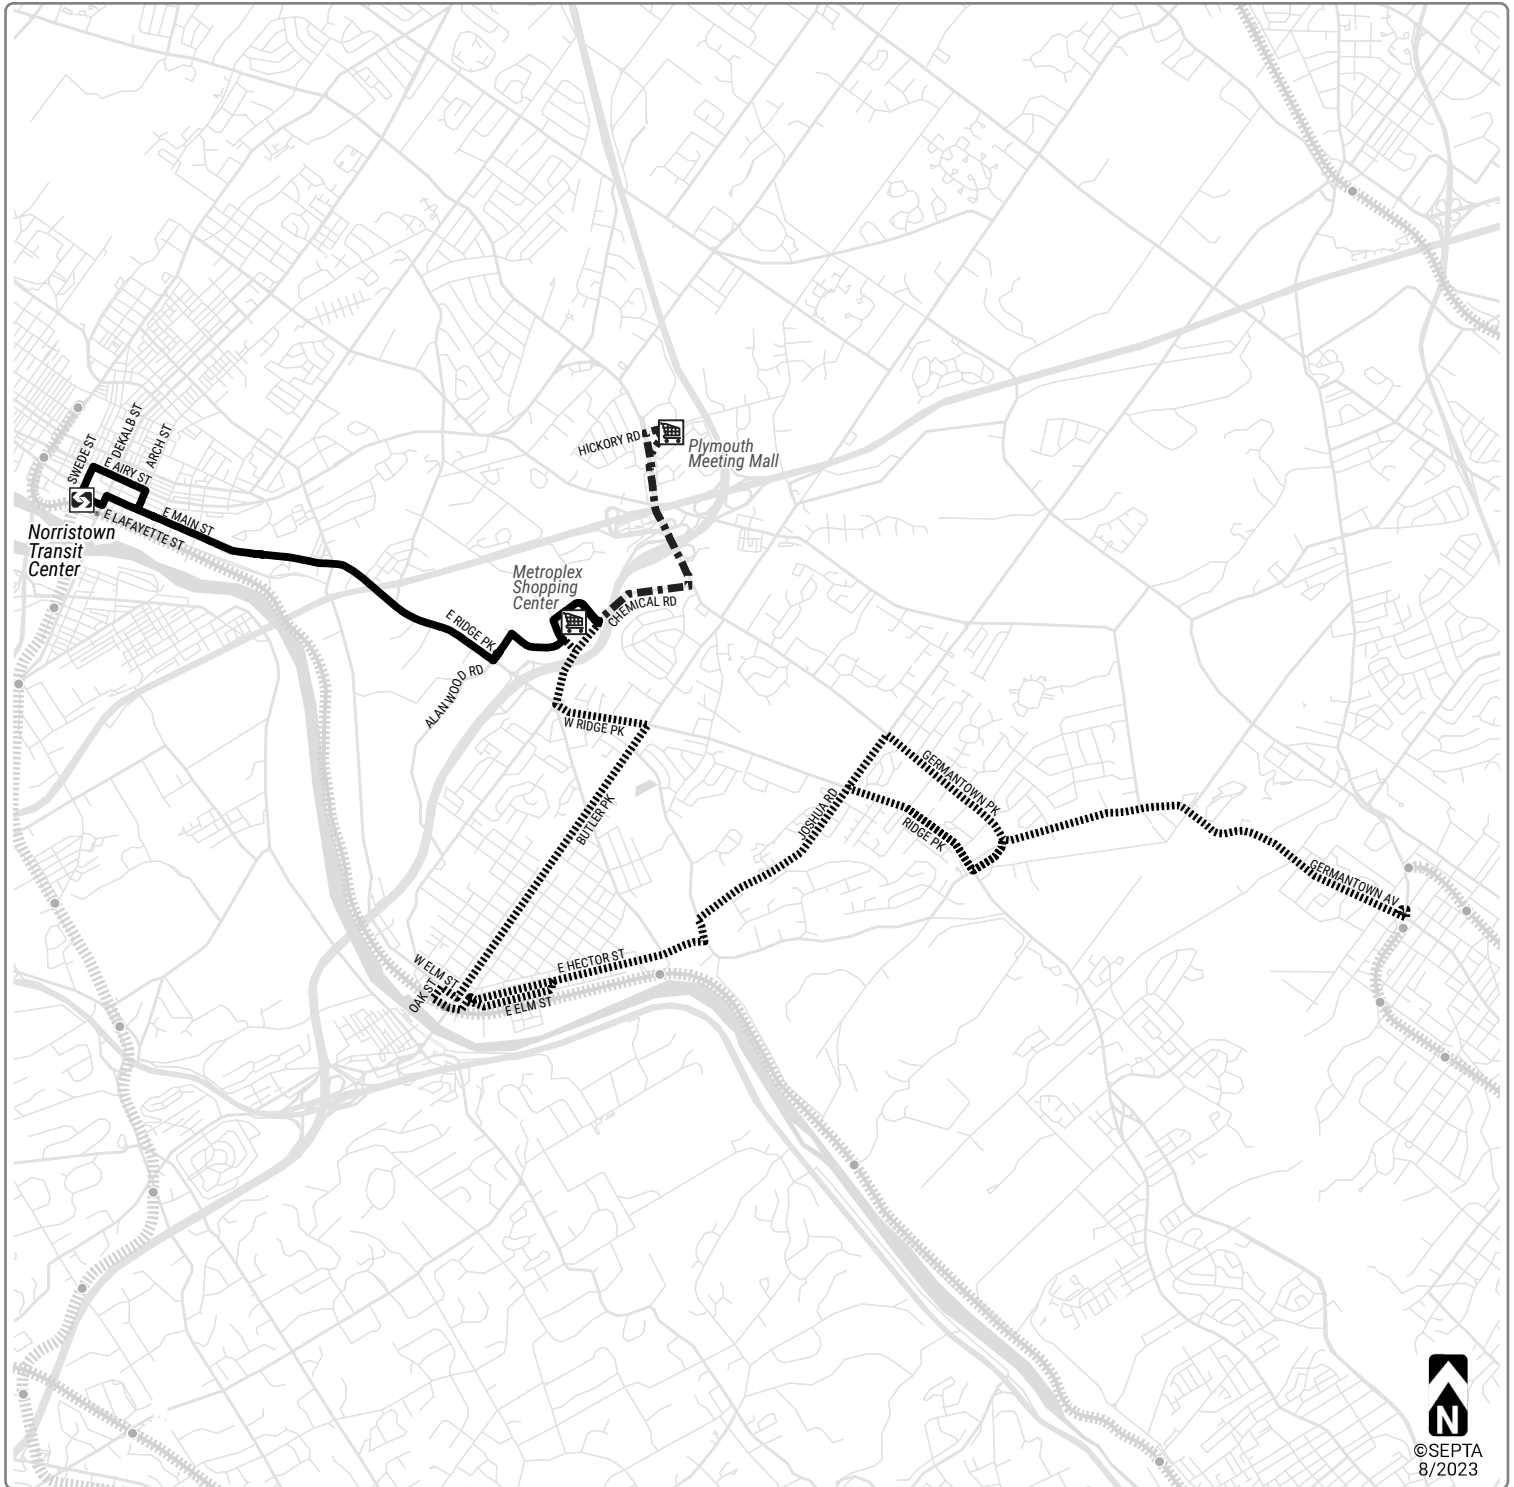 HICKORY RD
Plymouth
Meeting Mall
SWEDE ST
DEKALB ST
ARCH ST
E AIRY ST
E MAIN ST
E LAFAYETTE ST
Norristown
Transit
Center
Metroplex
Shopping
Center
CHEMICAL RD
E RIDGE PK
ALAN WOOD RD
W RIDGE PK
BUTLER PK
GERMANTOWN PK
JOSHUA RD
RIDGE PK
GERMANTOWN AV
E HECTOR ST
W ELM ST
OAK ST
E ELM ST
N
©SEPTA
8/2023